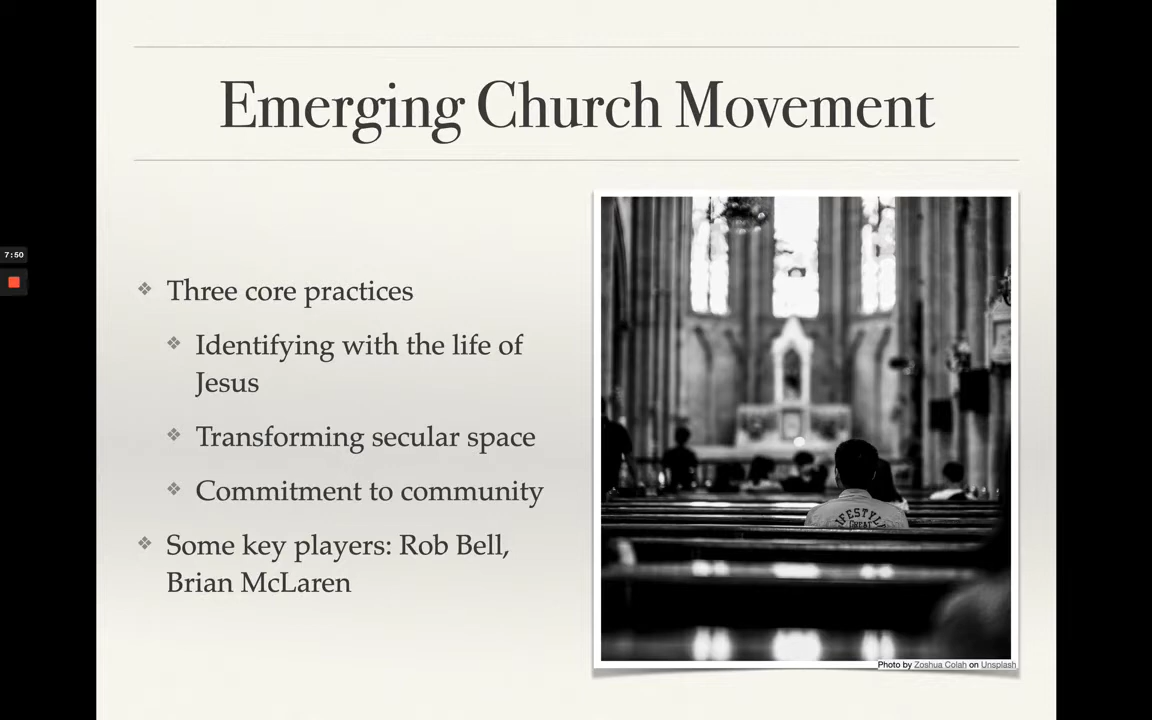 Emerging Church Movement
7:50
❖ Three core practices
❖ Identifying with the life of
Jesus
❖ Transforming secular space
❖ Commitment to community
❖ Some key players: Rob Bell,
Brian McLaren
Photo by Zoshua Colah on Unsplash